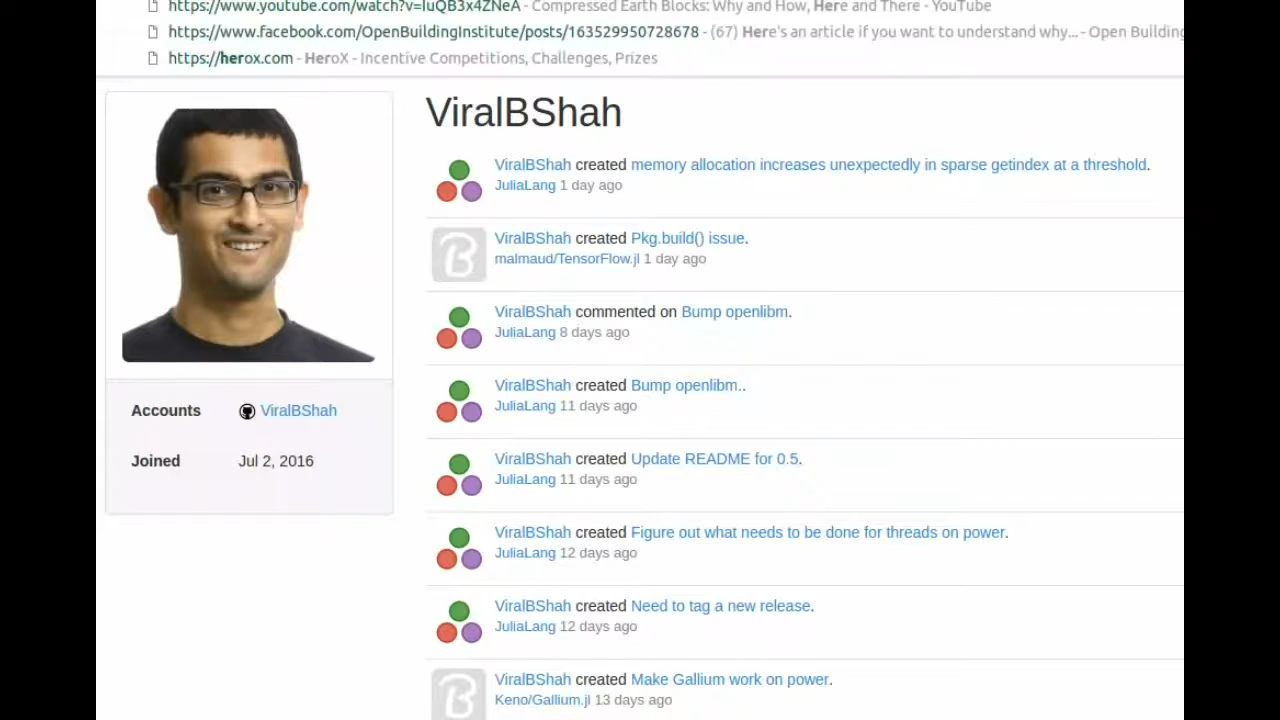 https://www.youtube.com/watch?v=IuQB3x4ZNeA - Compressed Earth Blocks: Why and How, Here and There - YouTube
https://www.facebook.com/OpenBuildingInstitute/posts/163529950728678 - (67) Here's an article if you want to understand why... - Open Building
https://herox.com - HeroX - Incentive Competitions, Challenges, Prizes
ViralBShah
ViralBShah created memory allocation increases unexpectedly in sparse getindex at a threshold.
JuliaLang 1 day ago
ViralBShah created Pkg.build() issue.
malmaud/TensorFlow.jl 1 day ago
ViralBShah commented on Bump openlibm.
JuliaLang 8 days ago
ViralBShah created Bump openlibm..
JuliaLang 11 days ago
Accounts ViralBShah
Joined Jul 2, 2016
ViralBShah created Update README for 0.5.
JuliaLang 11 days ago
ViralBShah created Figure out what needs to be done for threads on power.
JuliaLang 12 days ago
ViralBShah created Need to tag a new release.
JuliaLang 12 days ago
ViralBShah created Make Gallium work on power.
Keno/Gallium.jl 13 days ago